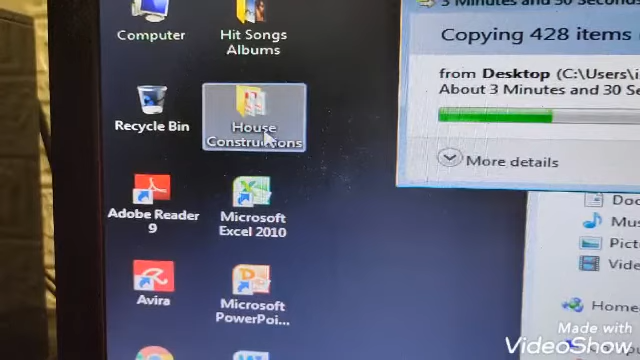 3 Minutes and 30 Seconds
Computer
Hit Songs
Albums
Copying 428 items
from Desktop (C:\Users\i
About 3 Minutes and 30 Se
Recycle Bin
House
Constructions
More details
Adobe Reader
9
Microsoft
Excel 2010
Doc
Mus
Pict
Vide
Avira
Microsoft
PowerPoi...
Home
Made with
VideoShow